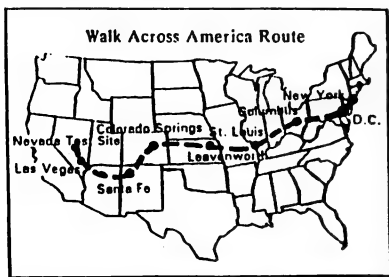 Walk Across America Route
New York
Columbus
D.C.
Colorado Springs
St. Louis
Nevada Test Site
Leavenworth
Las Vegas
Santa Fe